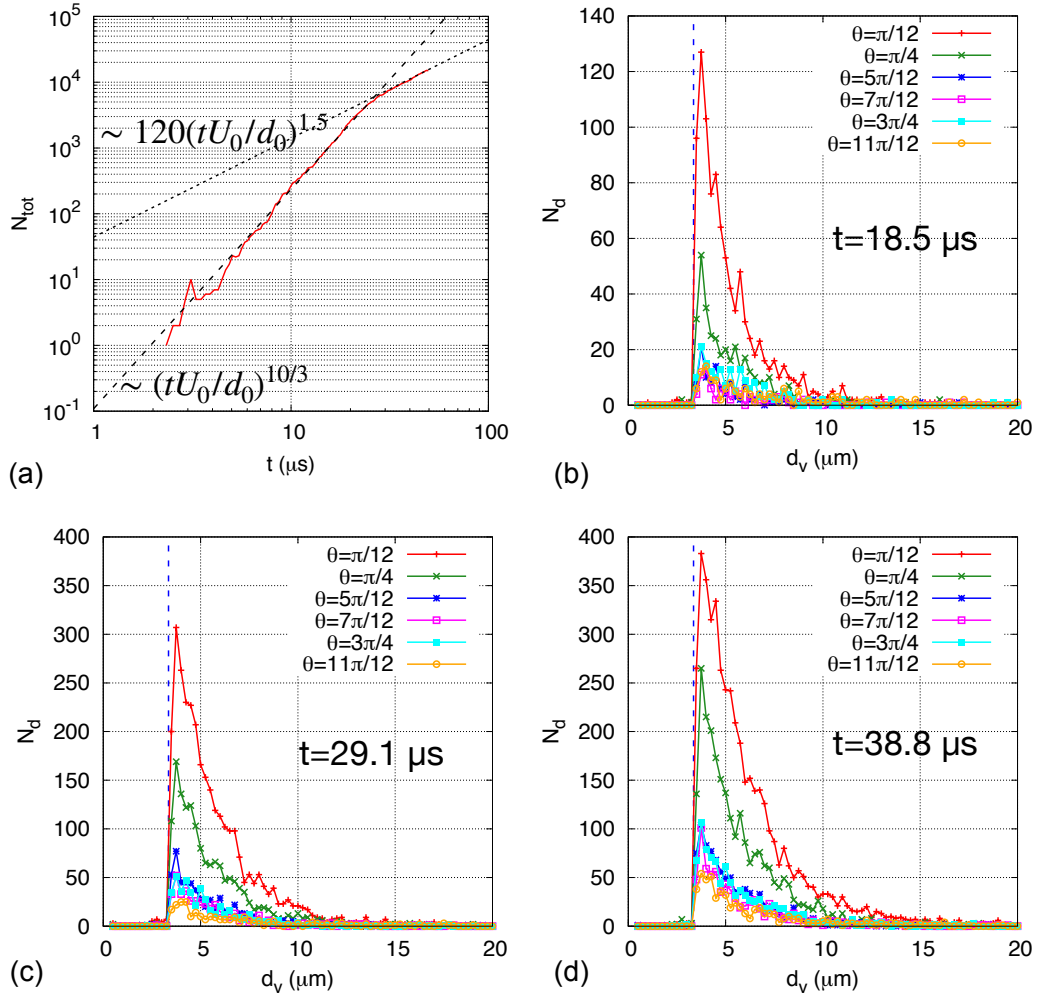 10^5
10^4
10^3
10^2
10^1
10^0
10^-1
N_tot
~ 120(tU_0/d_0)^1.5
~ (tU_0/d_0)^10/3
1 10 100
t (μs)
(a)
140
120
100
80
60
40
20
0
N_d
θ=π/12
θ=π/4
θ=5π/12
θ=7π/12
θ=3π/4
θ=11π/12
t=18.5 μs
0 5 10 15 20
d_v (μm)
(b)
400
350
300
250
200
150
100
50
0
N_d
θ=π/12
θ=π/4
θ=5π/12
θ=7π/12
θ=3π/4
θ=11π/12
t=29.1 μs
0 5 10 15 20
d_v (μm)
(c)
400
350
300
250
200
150
100
50
0
N_d
θ=π/12
θ=π/4
θ=5π/12
θ=7π/12
θ=3π/4
θ=11π/12
t=38.8 μs
0 5 10 15 20
d_v (μm)
(d)